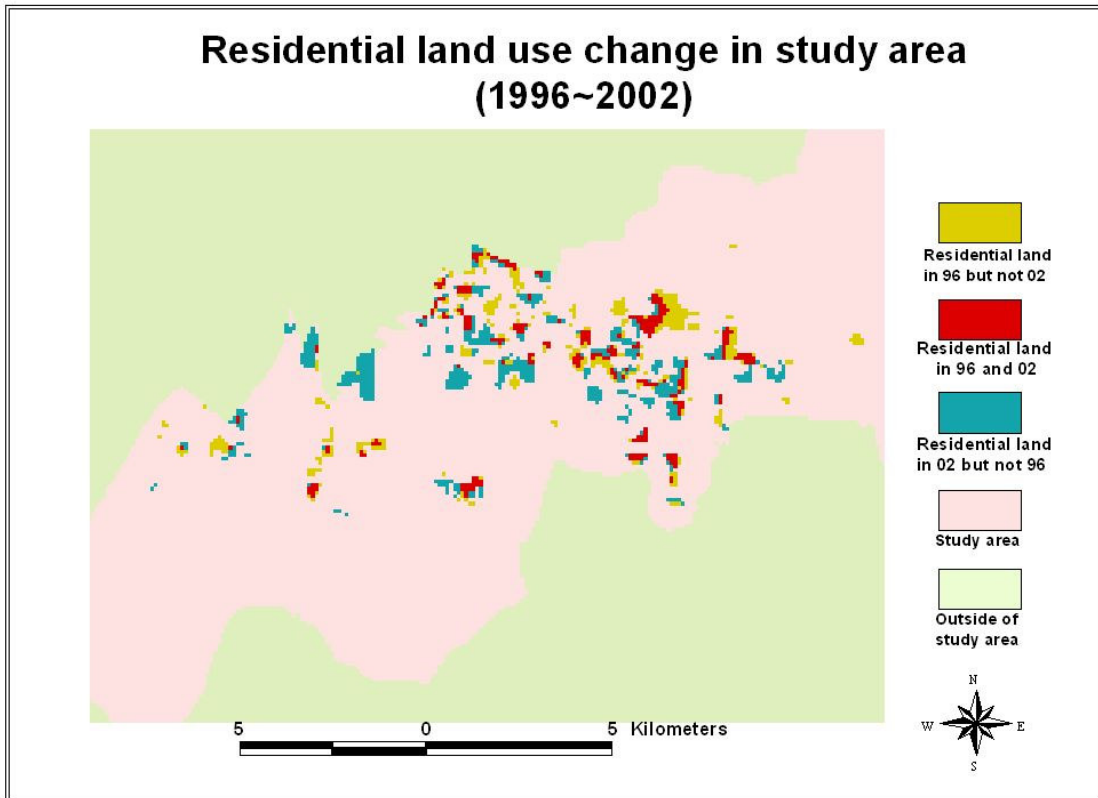 Residential land use change in study area
(1996~2002)
Residential land
in 96 but not 02
Residential land
in 96 and 02
Residential land
in 02 but not 96
Study area
Outside of
study area
N
W E
S
5 0 5 Kilometers